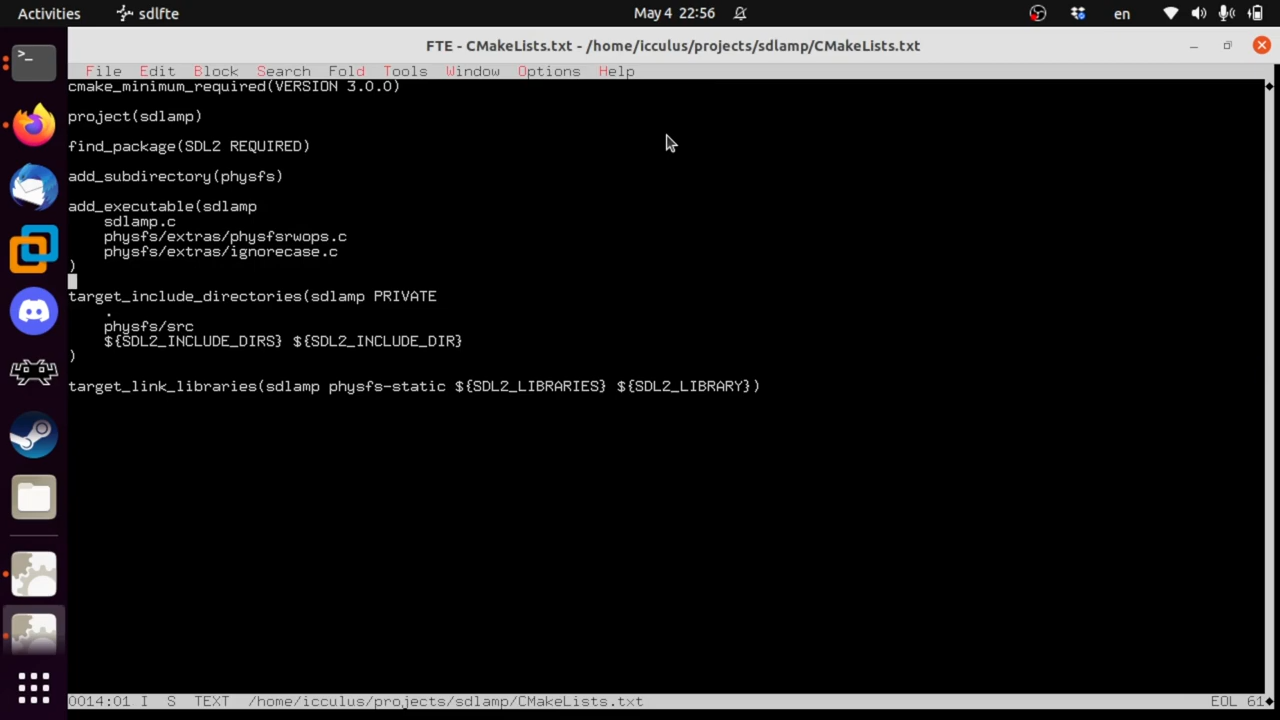 Activities sdlfte May 4 22:56 en
FTE - CMakeLists.txt - /home/icculus/projects/sdlamp/CMakeLists.txt
File Edit Block Search Fold Tools Window Options Help
cmake_minimum_required(VERSION 3.0.0)
project(sdlamp)
find_package(SDL2 REQUIRED)
add_subdirectory(physfs)
add_executable(sdlamp
sdlamp.c
physfs/extras/physfsrwops.c
physfs/extras/ignorecase.c
)
target_include_directories(sdlamp PRIVATE
.
physfs/src
${SDL2_INCLUDE_DIRS} ${SDL2_INCLUDE_DIR}
)
target_link_libraries(sdlamp physfs-static ${SDL2_LIBRARIES} ${SDL2_LIBRARY})
0014:01 I S TEXT /home/icculus/projects/sdlamp/CMakeLists.txt EOL 61